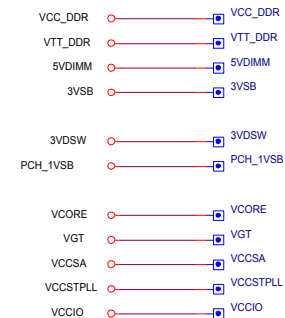 VCC_DDR VCC_DDR
VTT_DDR VTT_DDR
5VDIMM 5VDIMM
3VSB 3VSB
3VDSW 3VDSW
PCH_1VSB PCH_1VSB
VCORE VCORE
VGT VGT
VCCSA VCCSA
VCCSTPLL VCCSTPLL
VCCIO VCCIO